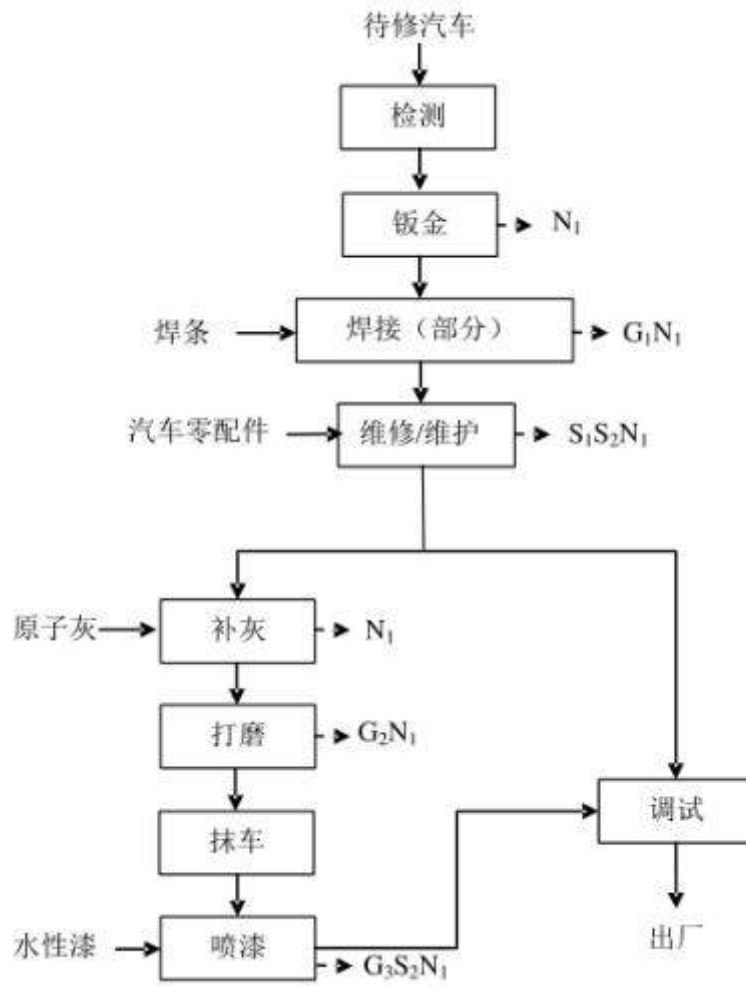 待修汽车
检测
钣金
N₁
焊条
焊接（部分）
G₁N₁
汽车零配件
维修/维护
S₁S₂N₁
原子灰
补灰
N₁
打磨
G₂N₁
抹车
调试
水性漆
喷漆
G₃S₂N₁
出厂